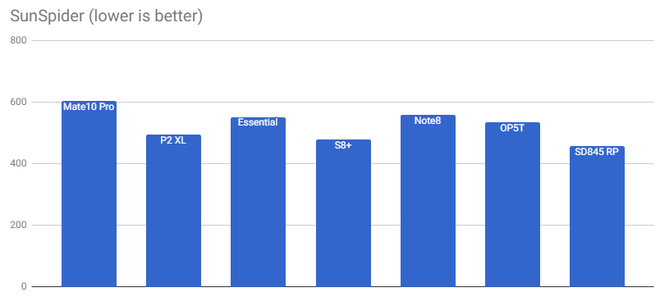 SunSpider (lower is better)
800
600
400
200
0
Mate10 Pro
P2 XL
Essential
S8+
Note8
OP5T
SD845 RP